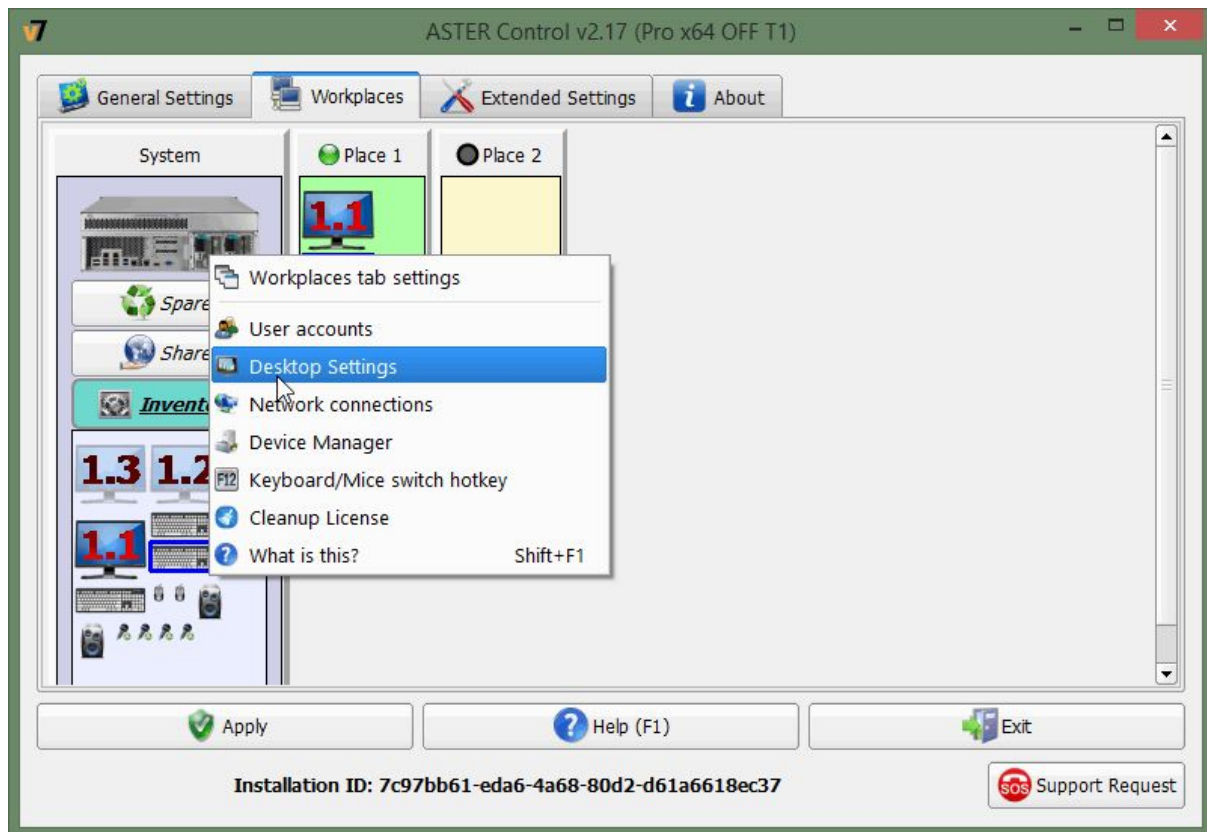 v7
ASTER Control v2.17 (Pro x64 OFF T1)
General Settings
Workplaces
Extended Settings
About
System
Place 1
Place 2
1.1
Workplaces tab settings
Spare
User accounts
Share
Desktop Settings
Network connections
Device Manager
1.3
F12 Keyboard/Mice switch hotkey
Cleanup License
1.1
What is this? Shift+F1
Apply
Help (F1)
Exit
Installation ID: 7c97bb61-eda6-4a68-80d2-d61a6618ec37
SOS Support Request